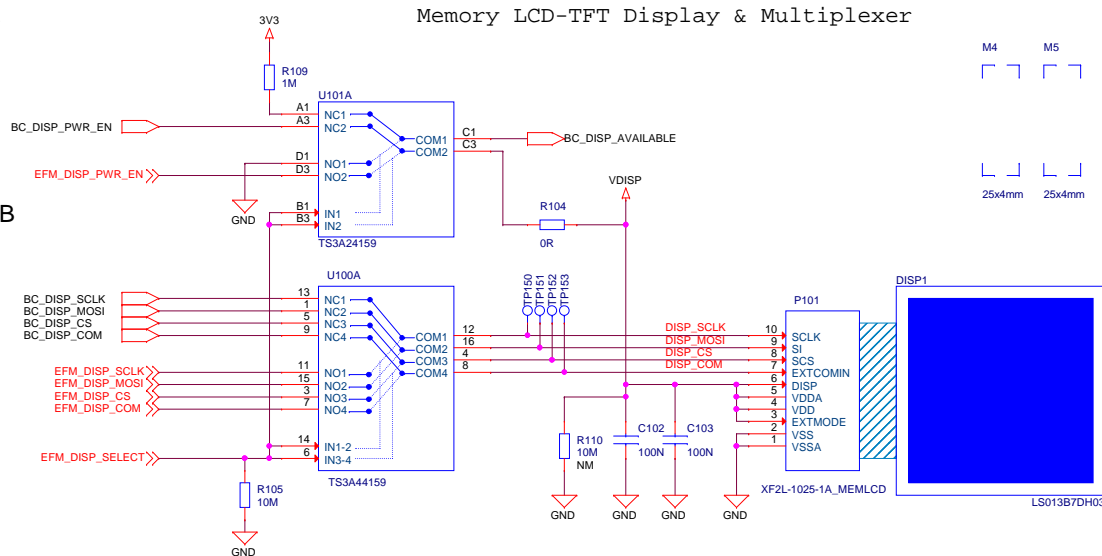 Memory LCD-TFT Display & Multiplexer
3V3
M4
M5
R109
1M
U101A
A1
NC1
BC_DISP_PWR_EN
A3
NC2
COM1
C1
BC_DISP_AVAILABLE
COM2
C3
D1
NO1
EFM_DISP_PWR_EN
D3
NO2
VDISP
25x4mm
25x4mm
GND
B
B1
IN1
B3
IN2
R104
0R
TS3A24159
U100A
DISP1
BC_DISP_SCLK
13
NC1
BC_DISP_MOSI
1
NC2
BC_DISP_CS
5
NC3
BC_DISP_COM
9
NC4
TP150
TP151
TP152
TP153
P101
COM1
12
DISP_SCLK
10
SCLK
COM2
16
DISP_MOSI
9
SI
COM3
4
DISP_CS
8
SCS
COM4
8
DISP_COM
7
EXTCOMIN
EFM_DISP_SCLK
11
NO1
EFM_DISP_MOSI
15
NO2
EFM_DISP_CS
3
NO3
EFM_DISP_COM
7
NO4
6
DISP
5
VDDA
4
VDD
3
EXTMODE
2
VSS
1
VSSA
14
IN1-2
EFM_DISP_SELECT
6
IN3-4
R110
10M
NM
C102
100N
C103
100N
R105
10M
TS3A44159
XF2L-1025-1A_MEMLCD
LS013B7DH03
GND
GND
GND
GND
GND